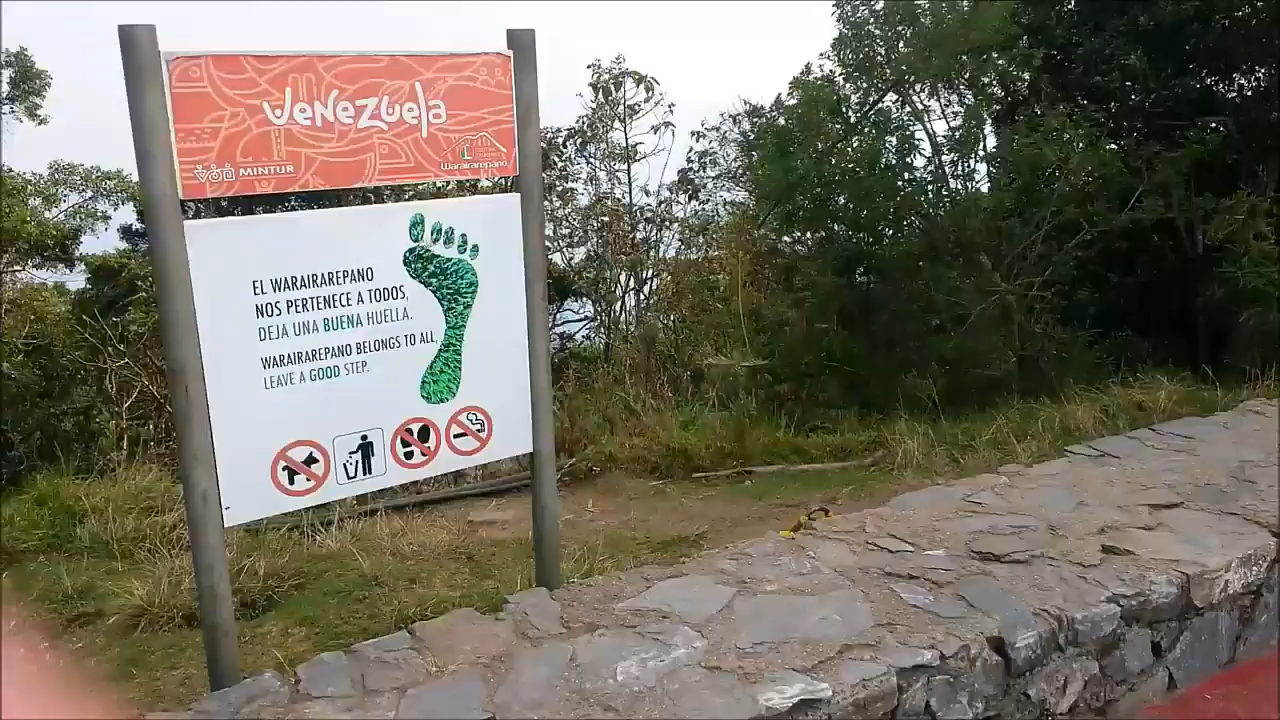 Venezuela
MINTUR
Warairarepano
EL WARAIRAREPANO
NOS PERTENECE A TODOS,
DEJA UNA BUENA HUELLA.
WARAIRAREPANO BELONGS TO ALL,
LEAVE A GOOD STEP.